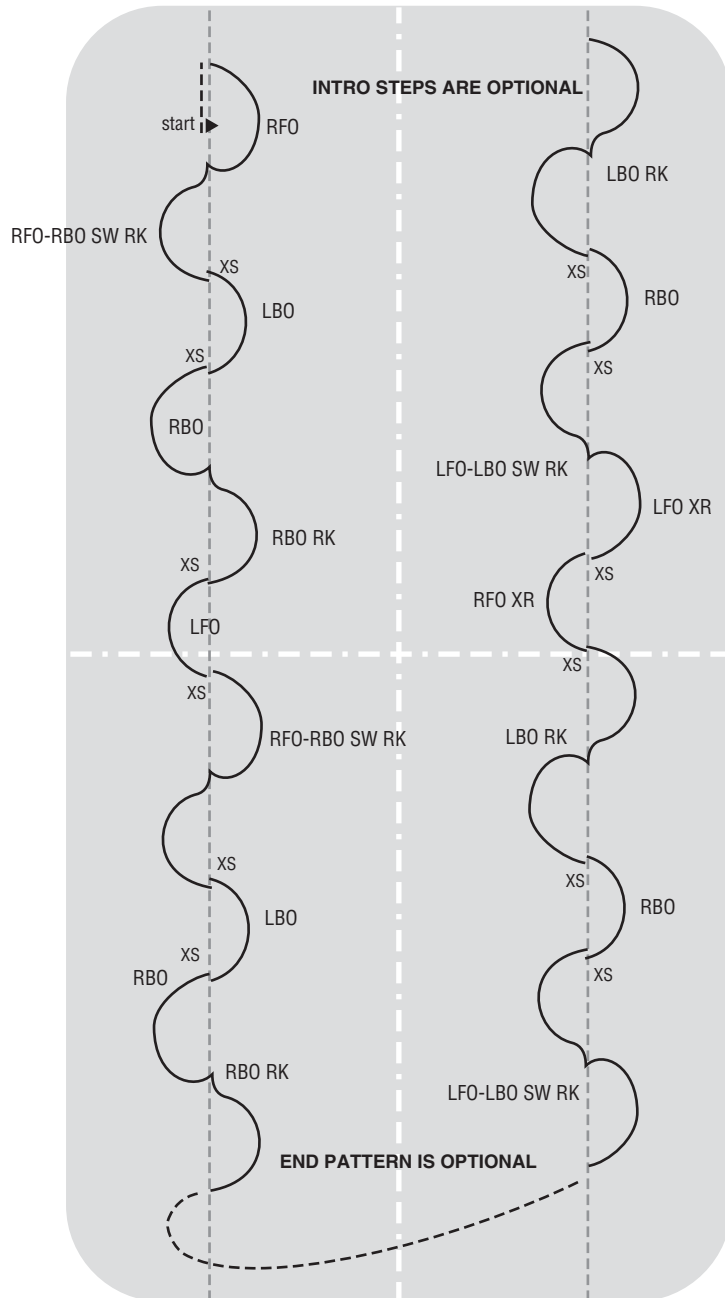 INTRO STEPS ARE OPTIONAL
start
RFO
RFO-RBO SW RK
XS
LBO
XS
RBO
RBO RK
XS
LFO
XS
RFO-RBO SW RK
XS
LBO
XS
RBO
RBO RK
END PATTERN IS OPTIONAL
LBO RK
XS
RBO
XS
LFO-LBO SW RK
LFO XR
XS
RFO XR
XS
LBO RK
XS
RBO
XS
LFO-LBO SW RK